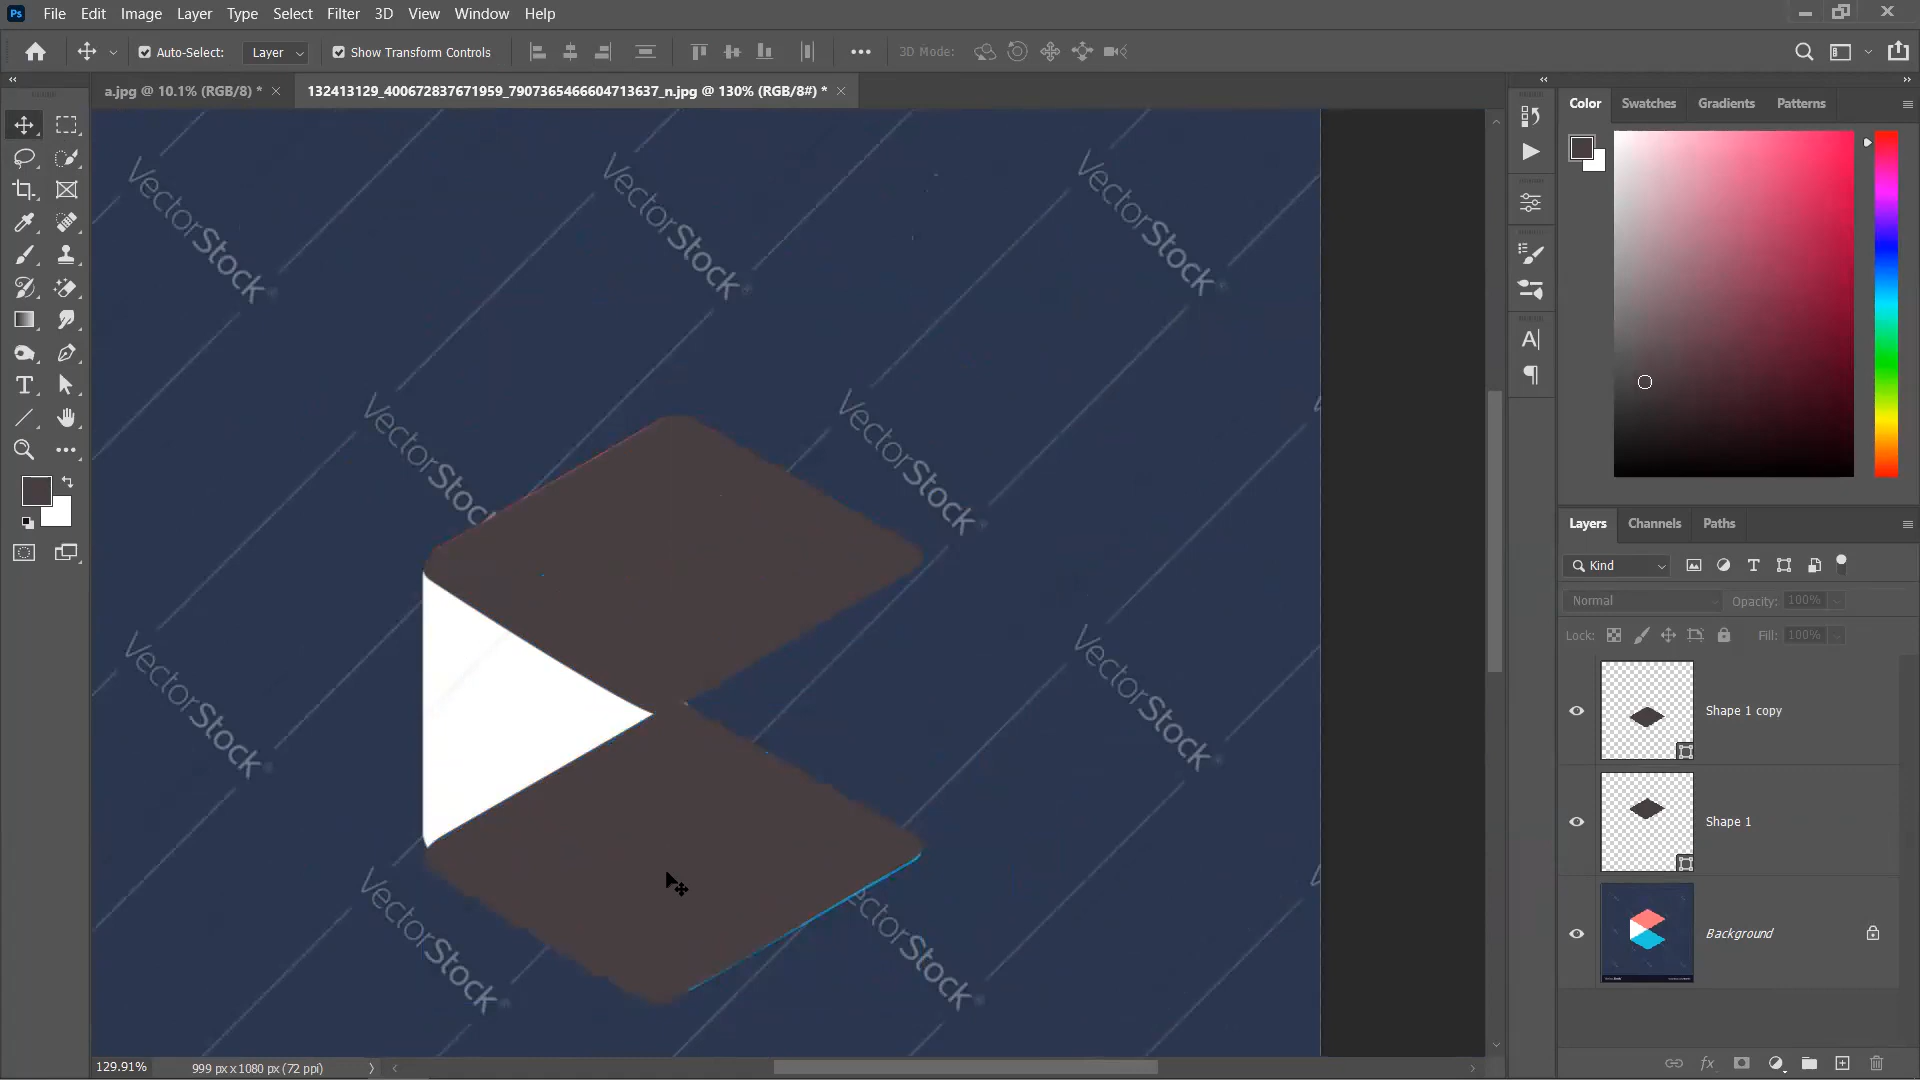 Ps File Edit Image Layer Type Select Filter 3D View Window Help
Auto-Select: Layer Show Transform Controls 3D Mode:
a.jpg @ 10.1% (RGB/8) * 132413129_400672837671959_7907365466604713637_n.jpg @ 130% (RGB/8#) *
Color Swatches Gradients Patterns
VectorStock® VectorStock® VectorStock®
VectorStock VectorStock®
VectorStock® VectorStock®
VectorStock® VectorStock®
Layers Channels Paths
Kind
Normal Opacity: 100%
Lock: Fill: 100%
Shape 1 copy
Shape 1
Background
129.91% 999 px x 1080 px (72 ppi)